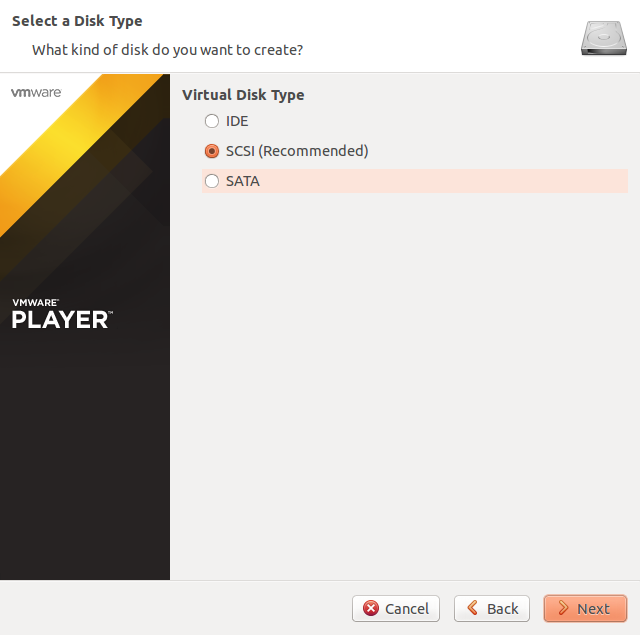 Select a Disk Type
What kind of disk do you want to create?
vmware
Virtual Disk Type
IDE
SCSI (Recommended)
SATA
VMWARE™
PLAYER™
Cancel
Back
Next